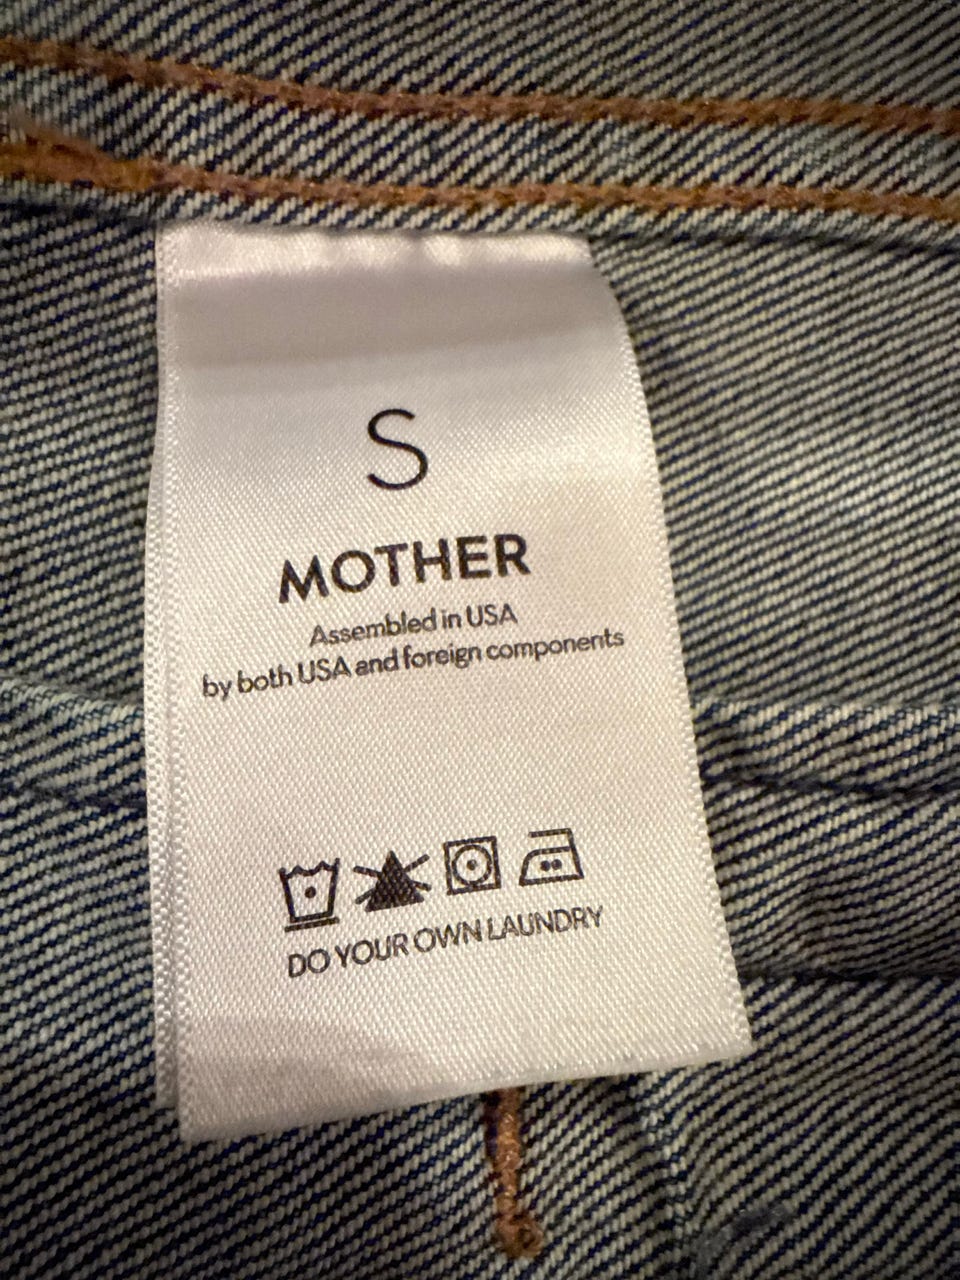 S
MOTHER
Assembled in USA
by both USA and foreign components
DO YOUR OWN LAUNDRY